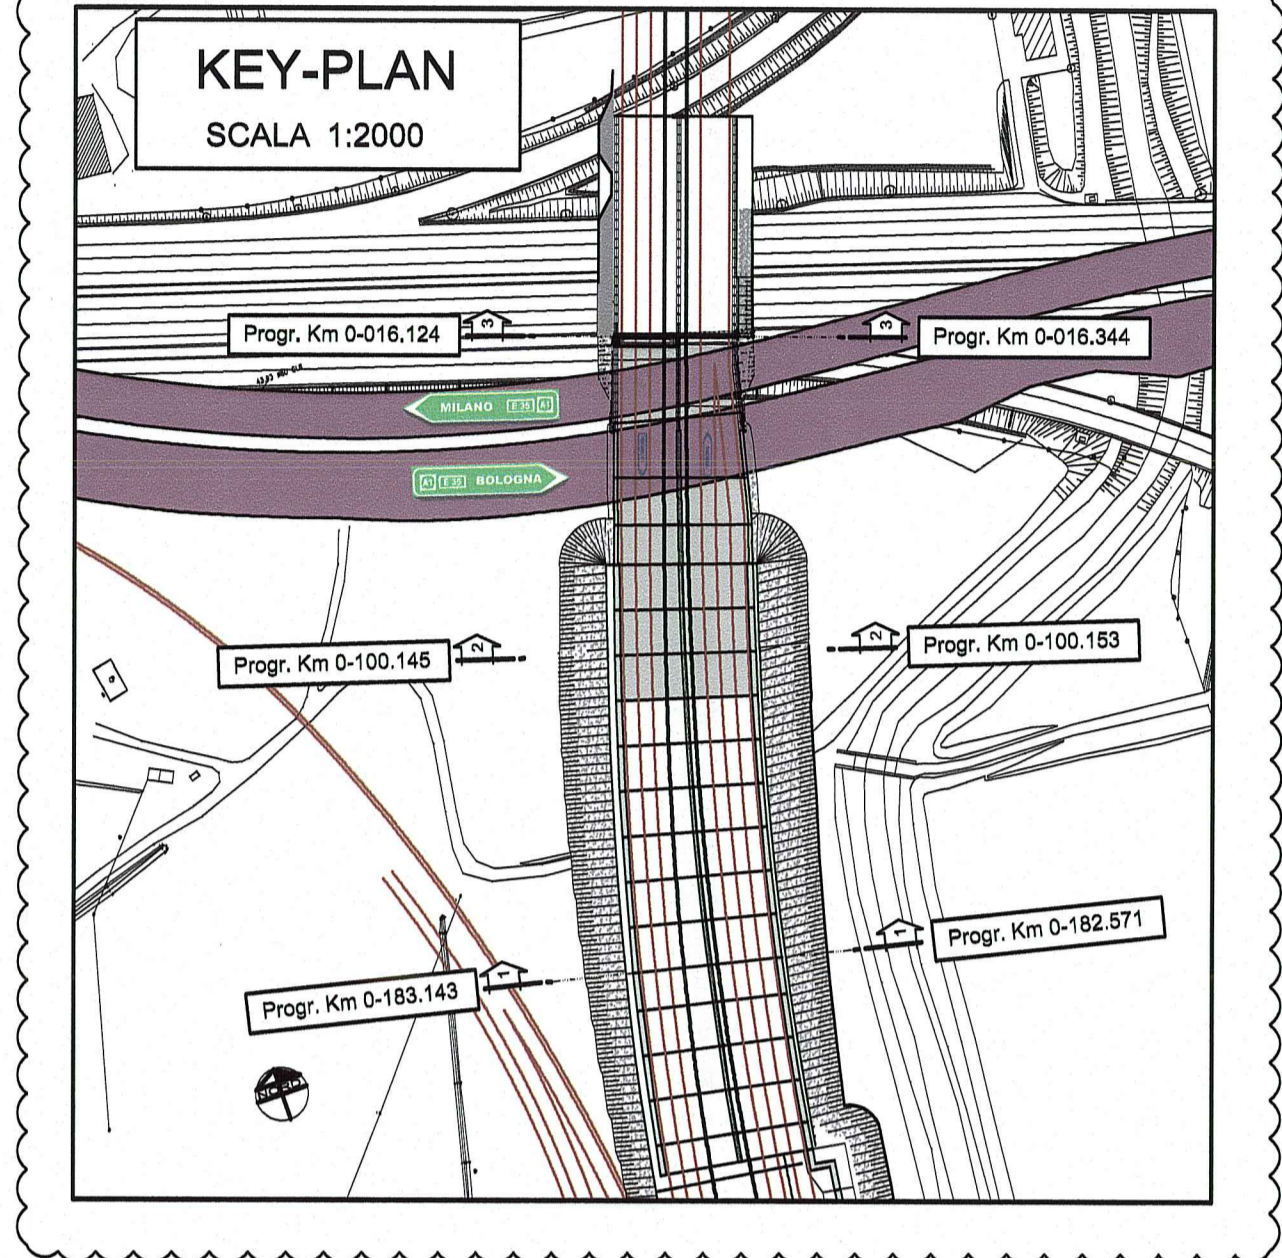 KEY-PLAN
SCALA 1:2000
3
3
Progr. Km 0-016.124
Progr. Km 0-016.344
MILANO E 35 A1
A1 E 35 BOLOGNA
2
2
Progr. Km 0-100.145
Progr. Km 0-100.153
1
1
Progr. Km 0-182.571
Progr. Km 0-183.143
NORD